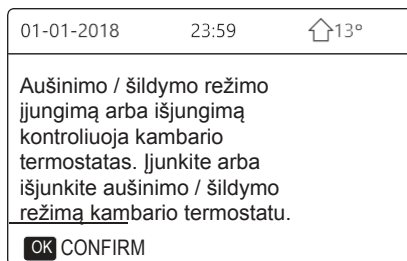 01-01-2018 23:59 13°
Aušinimo / šildymo režimo
įjungimą arba išjungimą
kontroliuoja kambario
termostatas. Įjunkite arba
išjunkite aušinimo / šildymo
režimą kambario termostatu.
OK CONFIRM